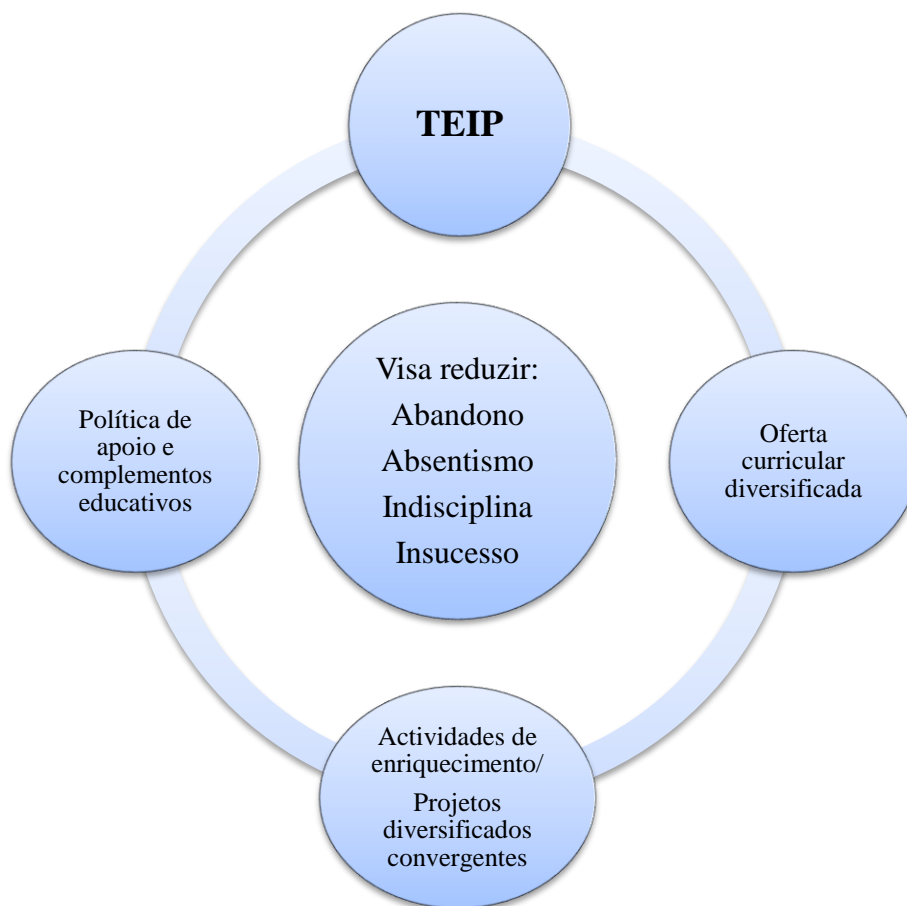 TEIP
Visa reduzir:
Abandono
Absentismo
Indisciplina
Insucesso
Política de
apoio e
complementos
educativos
Oferta
curricular
diversificada
Actividades de
enriquecimento/
Projetos
diversificados
convergentes